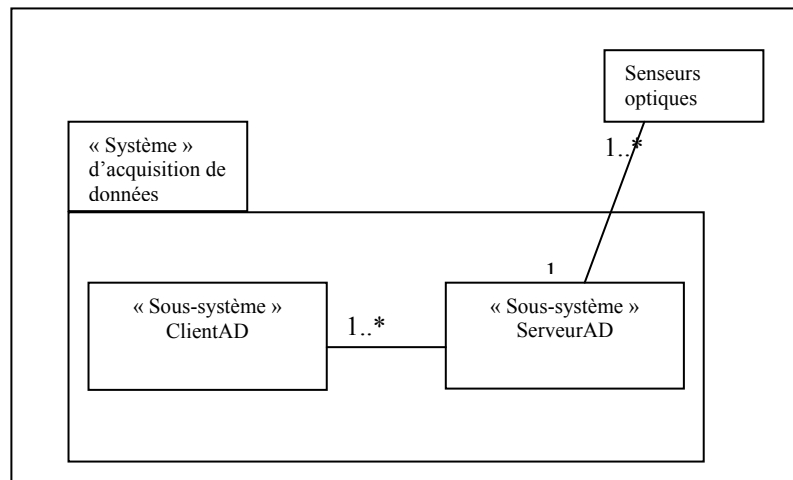 Senseurs
optiques
1..*
« Système »
d’acquisition de
données
1
« Sous-système »
ClientAD
1..*
« Sous-système »
ServeurAD